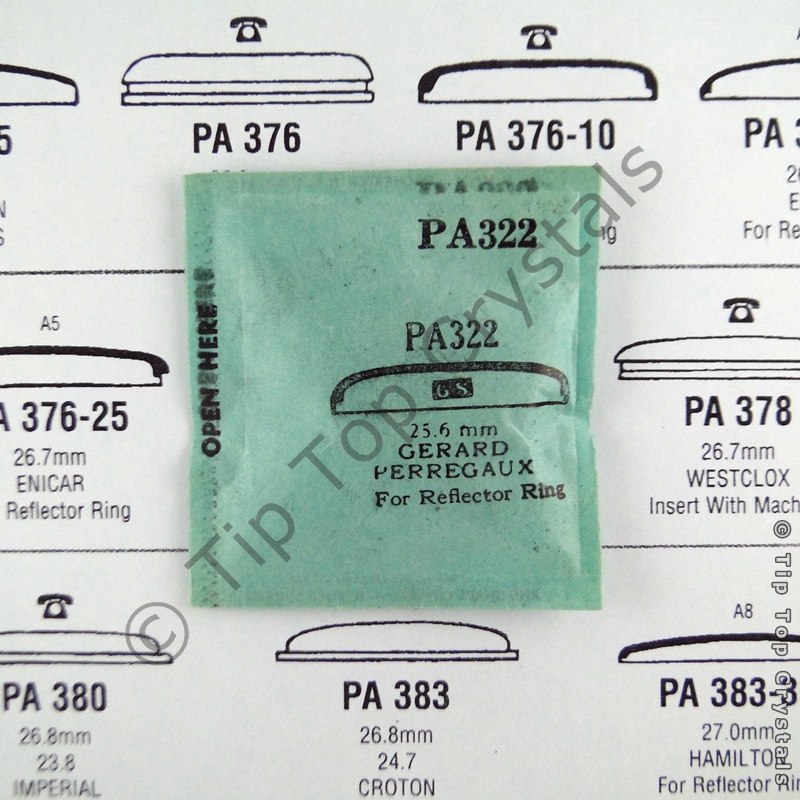 5
PA 376
PA 376-10
PA 3
For Re
PA322
OPEN HERE
PA322
GS
25.6 mm
GERARD
PERREGAUX
For Reflector Ring
A5
A 376-25
26.7mm
ENICAR
Reflector Ring
PA 378
26.7mm
WESTCLOX
Insert With Mach
PA 380
26.8mm
23.8
IMPERIAL
PA 383
26.8mm
24.7
CROTON
A8
PA 383-3
27.0mm
HAMILTO
For Reflector Rin
© Tip Top Crystals
© Tip Top Crystals